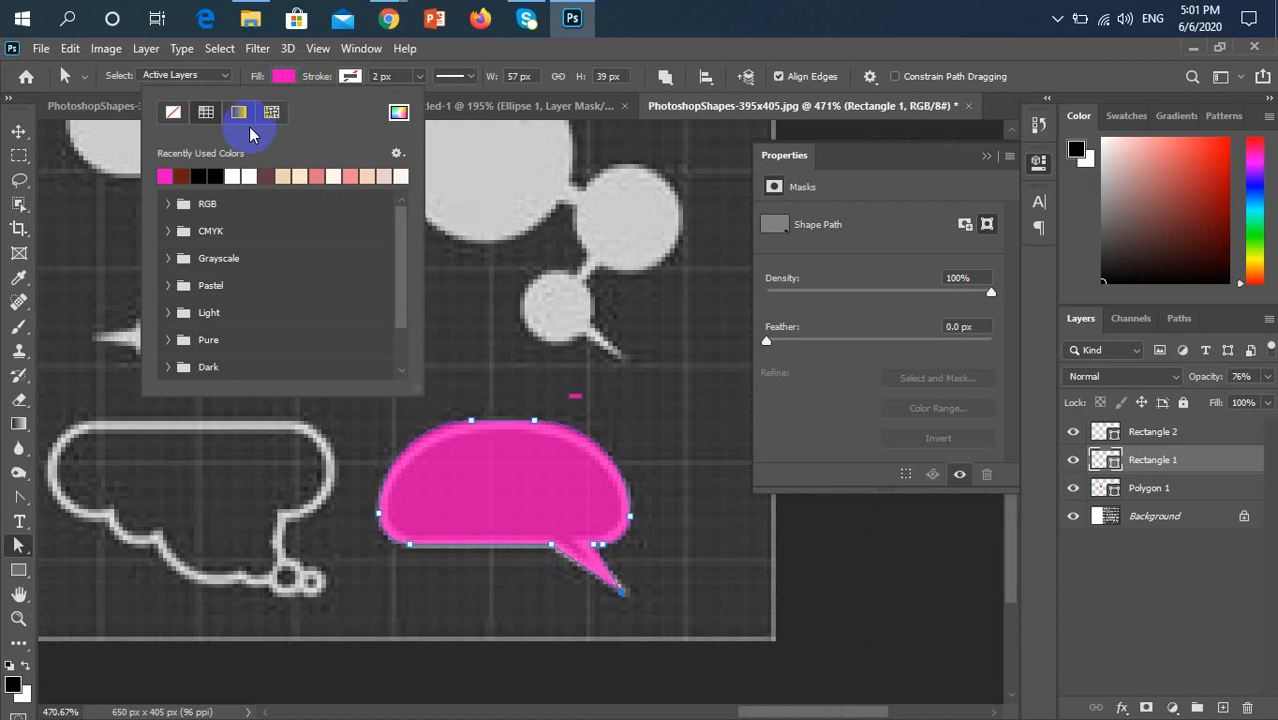 5:01 PM
ENG
6/6/2020
Ps
File Edit Image Layer Type Select Filter 3D View Window Help
Select: Active Layers Fill: Stroke: 2 px W: 57 px H: 39 px Align Edges Constrain Path Dragging
tled-1 @ 195% (Ellipse 1, Layer Mask/...
PhotoshopShapes-395x405.jpg @ 471% (Rectangle 1, RGB/8#) *
Recently Used Colors
RGB
CMYK
Grayscale
Pastel
Light
Pure
Dark
Properties
Masks
Shape Path
Density: 100%
Feather: 0.0 px
Refine:
Select and Mask...
Color Range...
Invert
Color Swatches Gradients Patterns
Layers Channels Paths
Kind
Normal Opacity: 76%
Lock: Fill: 100%
Rectangle 2
Rectangle 1
Polygon 1
Background
470.67% 650 px x 405 px (96 ppi)